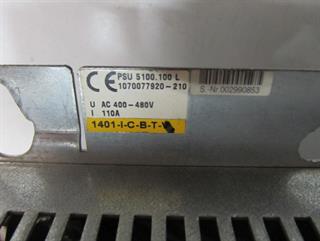 CE PSU 5100.100 L
1070077920-210
U AC 400-480V
I 110A
1401-I-C-B-T-
S.-Nr 002990853